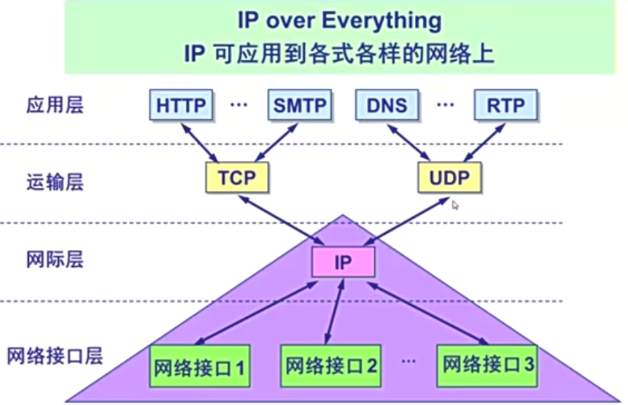 IP over Everything
IP 可应用到各式各样的网络上
应用层 HTTP … SMTP DNS … RTP
运输层 TCP UDP
网际层 IP
网络接口层 网络接口1 网络接口2 … 网络接口3